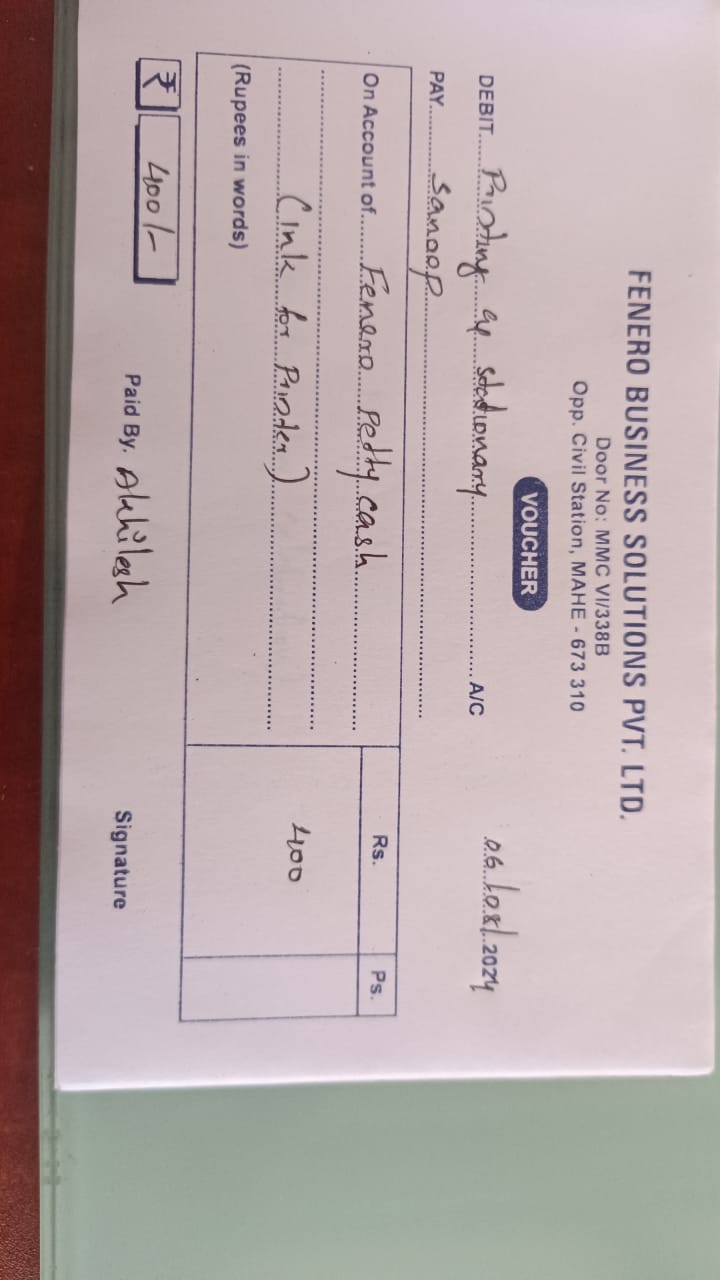 FENERO BUSINESS SOLUTIONS PVT. LTD.
Door No: MMC VI/338B
Opp. Civil Station, MAHE - 673 310
VOUCHER
06/08/2024
DEBIT Printing & stationary A/C
PAY Sanoop
On Account of Fenero Petty cash
Rs. Ps.
(Ink for Printer) 400
(Rupees in words)
₹ 400/-
Paid By. Akhilesh
Signature